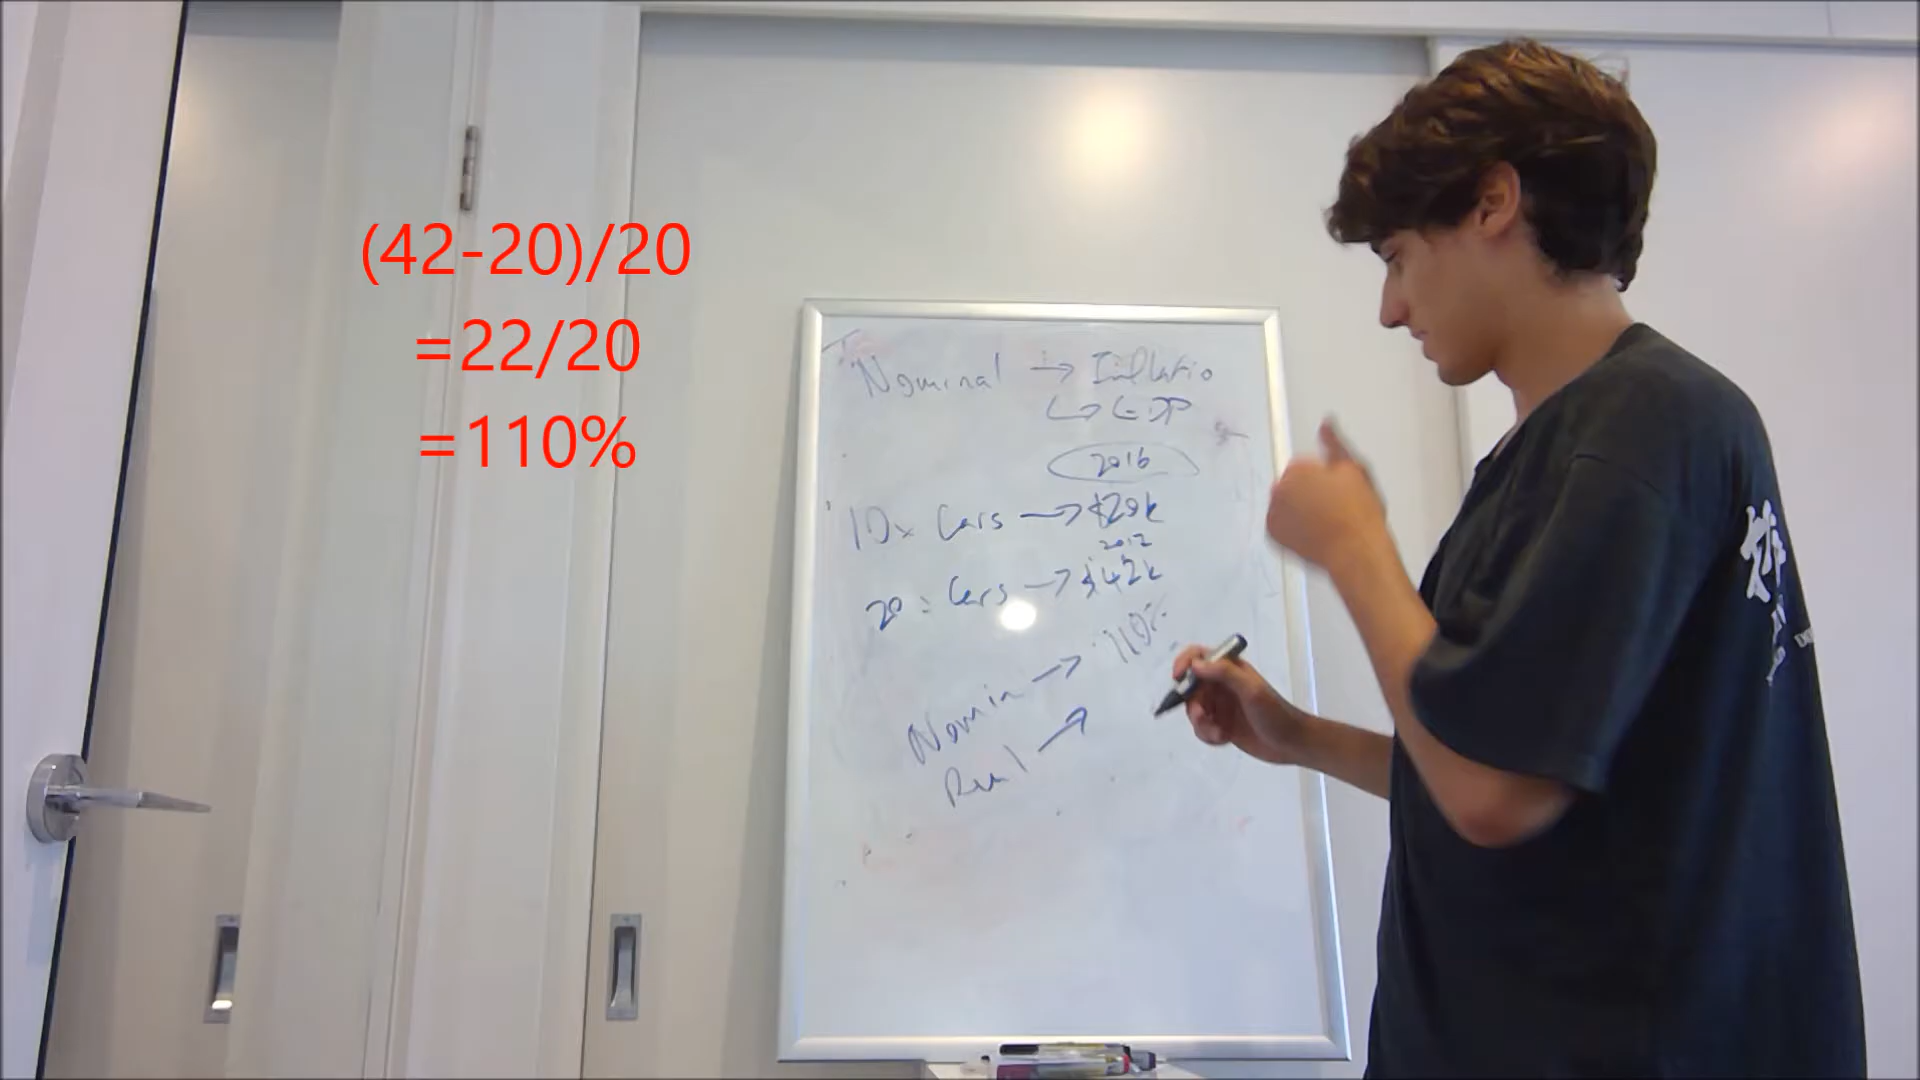 (42-20)/20
=22/20
=110%
Nominal → Inflatio
↳ GDP
2016
10x Cars → $20k
2017
20x Cars → $42k
Nomin → 110%
Real →